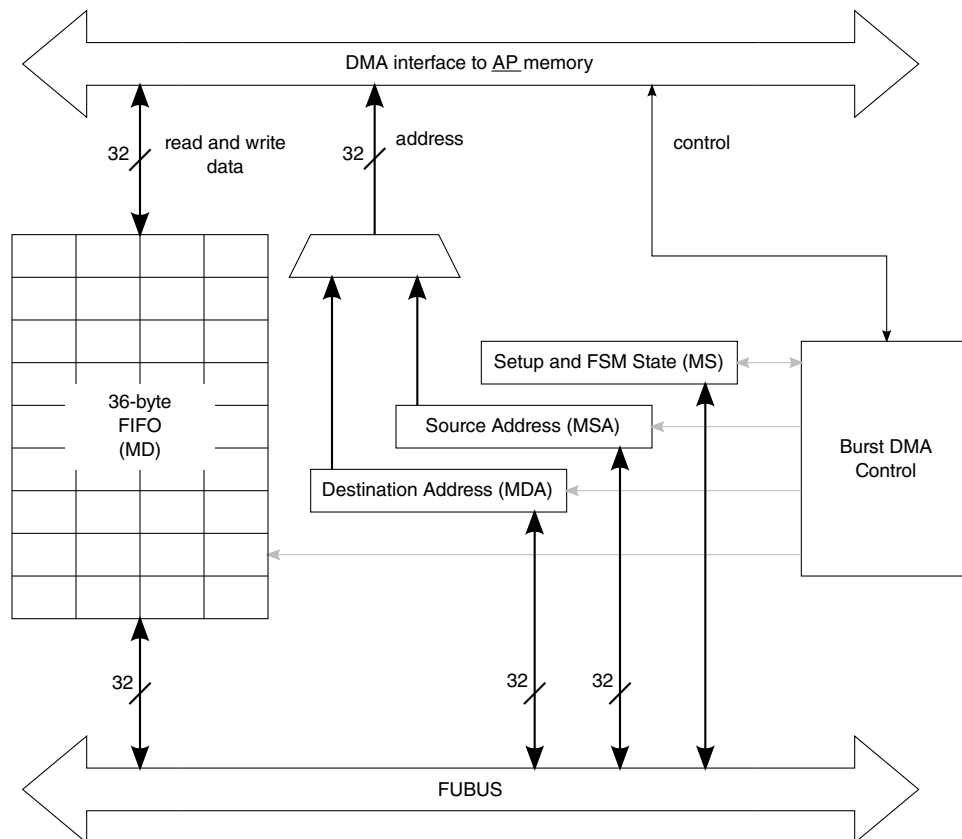 DMA interface to AP memory
32
read and write
data
32
address
control
Setup and FSM State (MS)
36-byte
FIFO
(MD)
Source Address (MSA)
Burst DMA
Control
Destination Address (MDA)
32
32
32
FUBUS